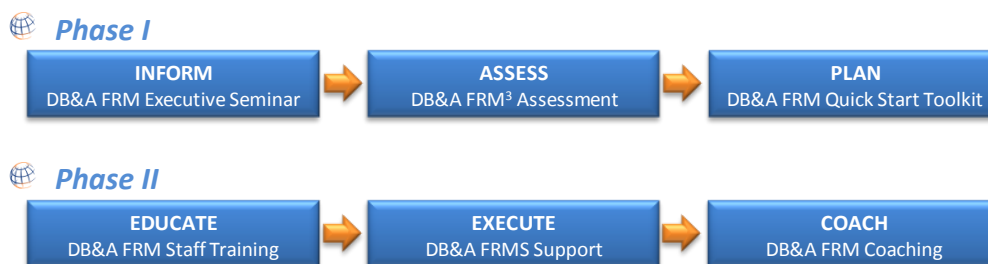 Phase I
INFORM
DB&A FRM Executive Seminar
ASSESS
DB&A FRM³ Assessment
PLAN
DB&A FRM Quick Start Toolkit
Phase II
EDUCATE
DB&A FRM Staff Training
EXECUTE
DB&A FRMS Support
COACH
DB&A FRM Coaching